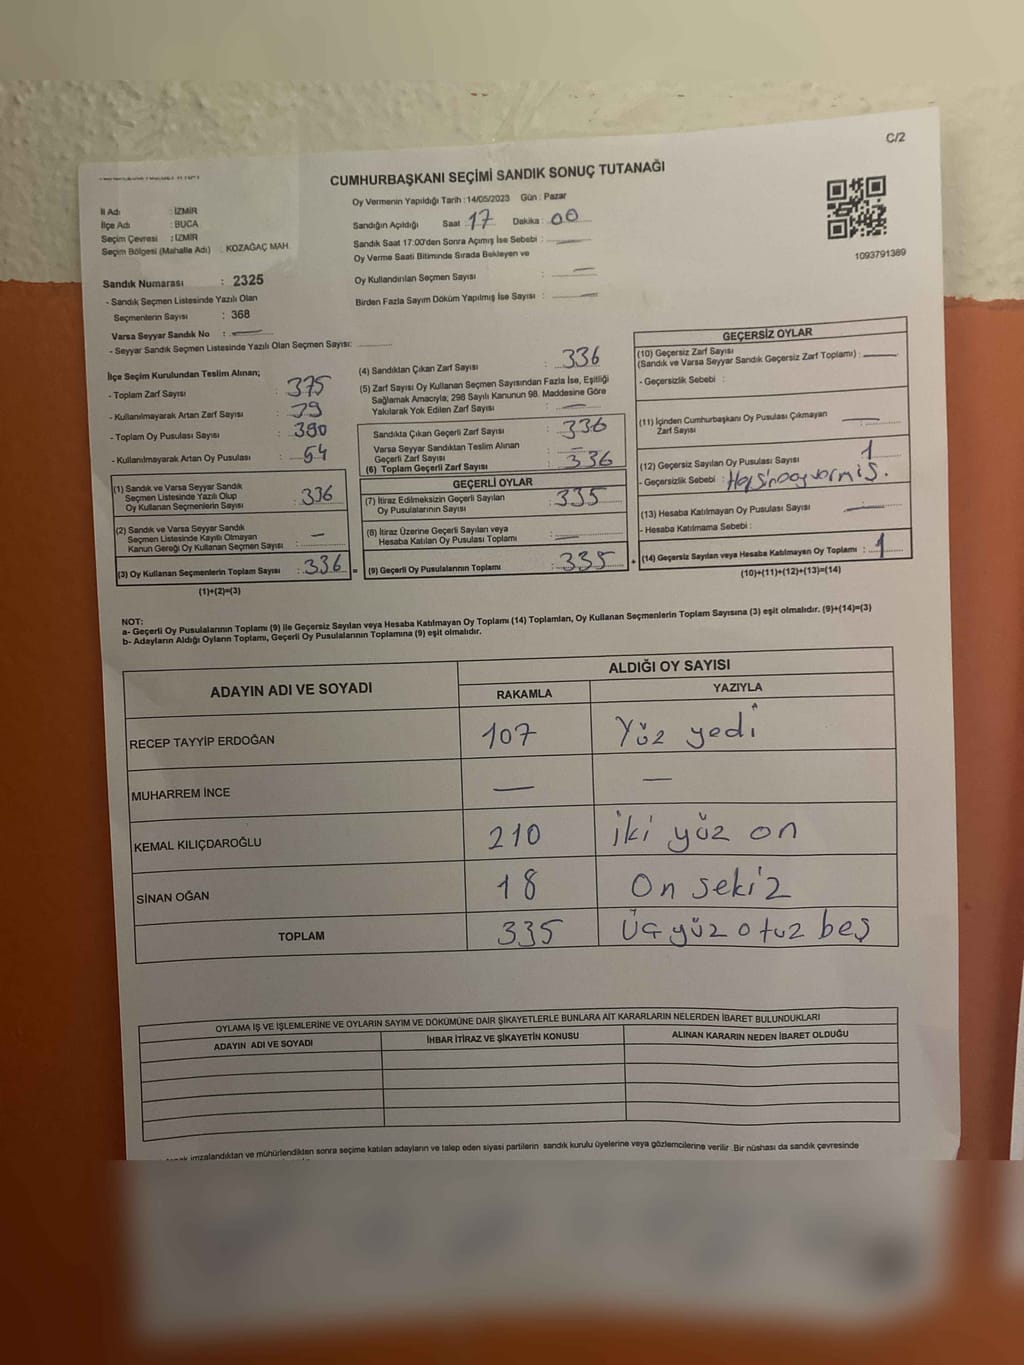 C/2
CUMHURBAŞKANI SEÇİMİ SANDIK SONUÇ TUTANAĞI
İl Adı : İZMİR
İlçe Adı : BUCA
Seçim Çevresi : İZMİR
Seçim Bölgesi (Mahalle Adı) : KOZAĞAÇ MAH.
Oy Vermenin Yapıldığı Tarih : 14/05/2023 Gün : Pazar
Sandığın Açıldığı Saat : 17 Dakika : 00
Sandık Saat 17:00'den Sonra Açımış İse Sebebi : —
Oy Verme Saati Bitiminde Sırada Bekleyen ve
Oy Kullandırılan Seçmen Sayısı : —
Birden Fazla Sayım Döküm Yapılmış İse Sayısı : —
1093791389
Sandık Numarası : 2325
- Sandık Seçmen Listesinde Yazılı Olan
Seçmenlerin Sayısı : 368
Varsa Seyyar Sandık No : —
- Seyyar Sandık Seçmen Listesinde Yazılı Olan Seçmen Sayısı:
İlçe Seçim Kurulundan Teslim Alınan;
- Toplam Zarf Sayısı : 375
- Kullanılmayarak Artan Zarf Sayısı : 39
- Toplam Oy Pusulası Sayısı : 390
- Kullanılmayarak Artan Oy Pusulası : 54
(1) Sandık ve Varsa Seyyar Sandık
Seçmen Listesinde Yazılı Olup
Oy Kullanan Seçmenlerin Sayısı : 336
(2) Sandık ve Varsa Seyyar Sandık
Seçmen Listesinde Kayıtlı Olmayan
Kanun Gereği Oy Kullanan Seçmen Sayısı : —
(3) Oy Kullanan Seçmenlerin Toplam Sayısı : 336 =
(1)+(2)=(3)
(4) Sandıktan Çıkan Zarf Sayısı : 336
(5) Zarf Sayısı Oy Kullanan Seçmen Sayısından Fazla İse, Eşitliği
Sağlamak Amacıyla; 298 Sayılı Kanunun 98. Maddesine Göre
Yakılarak Yok Edilen Zarf Sayısı : —
Sandıkta Çıkan Geçerli Zarf Sayısı : 336
Varsa Seyyar Sandıktan Teslim Alınan
Geçerli Zarf Sayısı : —
(6) Toplam Geçerli Zarf Sayısı : 336
GEÇERLİ OYLAR
(7) İtiraz Edilmeksizin Geçerli Sayılan
Oy Pusulalarının Sayısı : 335
(8) İtiraz Üzerine Geçerli Sayılan veya
Hesaba Katılan Oy Pusulası Toplamı : —
(9) Geçerli Oy Pusulalarının Toplamı : 335 +
GEÇERSİZ OYLAR
(10) Geçersiz Zarf Sayısı
(Sandık ve Varsa Seyyar Sandık Geçersiz Zarf Toplamı) : —
- Geçersizlik Sebebi :
(11) İçinden Cumhurbaşkanı Oy Pusulası Çıkmayan
Zarf Sayısı : —
(12) Geçersiz Sayılan Oy Pusulası Sayısı : 1
- Geçersizlik Sebebi : Hepsine oy vermiş.
(13) Hesaba Katılmayan Oy Pusulası Sayısı : —
- Hesaba Katılmama Sebebi :
(14) Geçersiz Sayılan veya Hesaba Katılmayan Oy Toplamı : 1
(10)+(11)+(12)+(13)=(14)
NOT:
a- Geçerli Oy Pusulalarının Toplamı (9) ile Geçersiz Sayılan veya Hesaba Katılmayan Oy Toplamı (14) Toplamları, Oy Kullanan Seçmenlerin Toplam Sayısına (3) eşit olmalıdır. (9)+(14)=(3)
b- Adayların Aldığı Oyların Toplamı, Geçerli Oy Pusulalarının Toplamına (9) eşit olmalıdır.
ADAYIN ADI VE SOYADI ALDIĞI OY SAYISI
RAKAMLA YAZIYLA
RECEP TAYYİP ERDOĞAN 107 Yüz yedi
MUHARREM İNCE — —
KEMAL KILIÇDAROĞLU 210 iki yüz on
SİNAN OĞAN 18 On sekiz
TOPLAM 335 Üç yüz otuz beş
OYLAMA İŞ VE İŞLEMLERİNE VE OYLARIN SAYIM VE DÖKÜMÜNE DAİR ŞİKAYETLERLE BUNLARA AİT KARARLARIN NELERDEN İBARET BULUNDUKLARI
ADAYIN ADI VE SOYADI İHBAR İTİRAZ VE ŞİKAYETİN KONUSU ALINAN KARARIN NEDEN İBARET OLDUĞU
imzalandıktan ve mühürlendikten sonra seçime katılan adayların ve talep eden siyasi partilerin sandık kurulu üyelerine veya gözlemcilerine verilir. Bir nüshası da sandık çevresinde